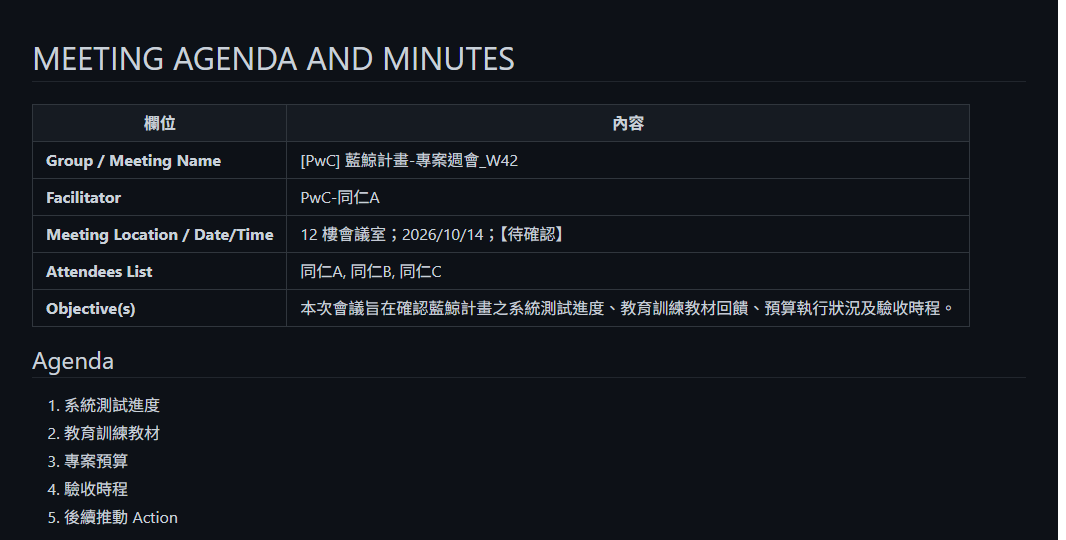 MEETING AGENDA AND MINUTES
欄位 內容
Group / Meeting Name [PwC] 藍鯨計畫-專案週會_W42
Facilitator PwC-同仁A
Meeting Location / Date/Time 12 樓會議室；2026/10/14；【待確認】
Attendees List 同仁A, 同仁B, 同仁C
Objective(s) 本次會議旨在確認藍鯨計畫之系統測試進度、教育訓練教材回饋、預算執行狀況及驗收時程。
Agenda
1. 系統測試進度
2. 教育訓練教材
3. 專案預算
4. 驗收時程
5. 後續推動 Action